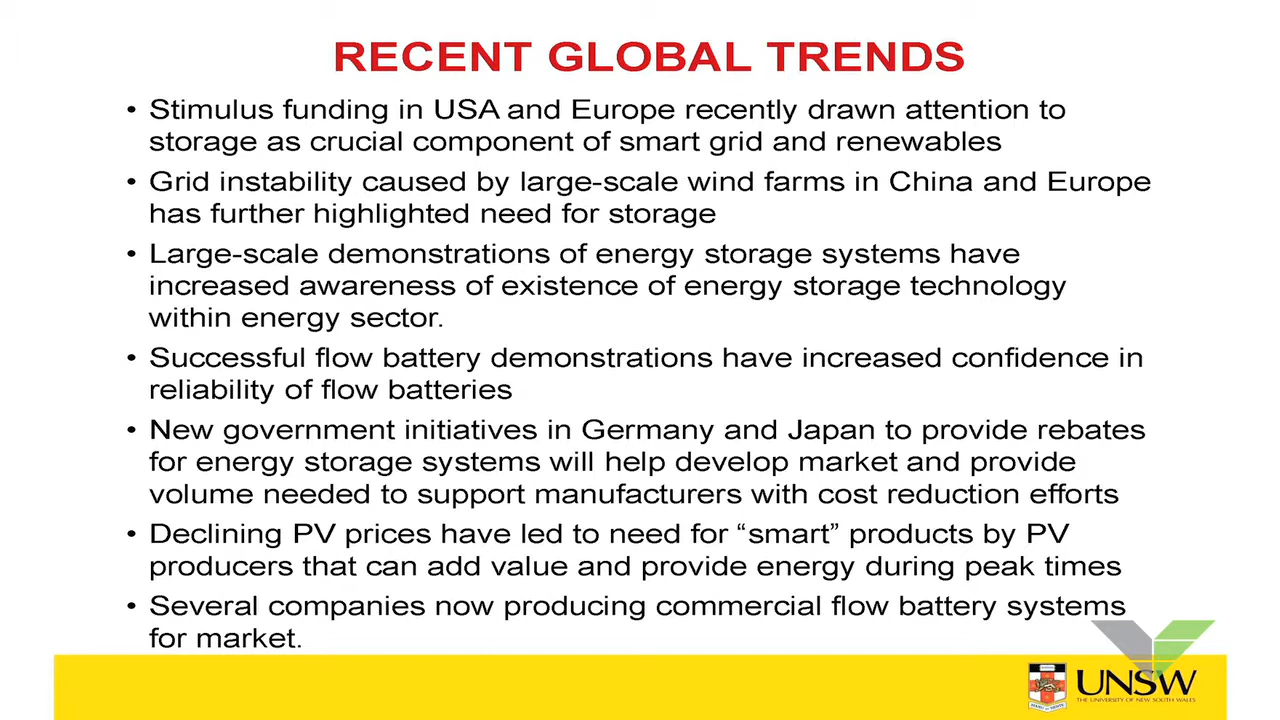 RECENT GLOBAL TRENDS
• Stimulus funding in USA and Europe recently drawn attention to
storage as crucial component of smart grid and renewables
• Grid instability caused by large-scale wind farms in China and Europe
has further highlighted need for storage
• Large-scale demonstrations of energy storage systems have
increased awareness of existence of energy storage technology
within energy sector.
• Successful flow battery demonstrations have increased confidence in
reliability of flow batteries
• New government initiatives in Germany and Japan to provide rebates
for energy storage systems will help develop market and provide
volume needed to support manufacturers with cost reduction efforts
• Declining PV prices have led to need for “smart” products by PV
producers that can add value and provide energy during peak times
• Several companies now producing commercial flow battery systems
for market.
UNSW
THE UNIVERSITY OF NEW SOUTH WALES